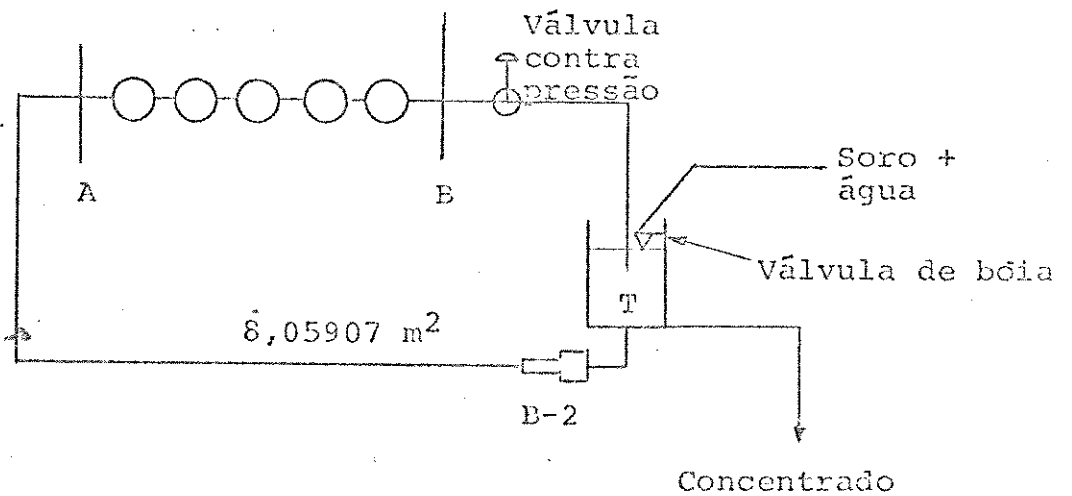 Válvula
contra
pressão
A
B
Soro +
água
Válvula de bóia
T
8,05907 m²
B-2
Concentrado